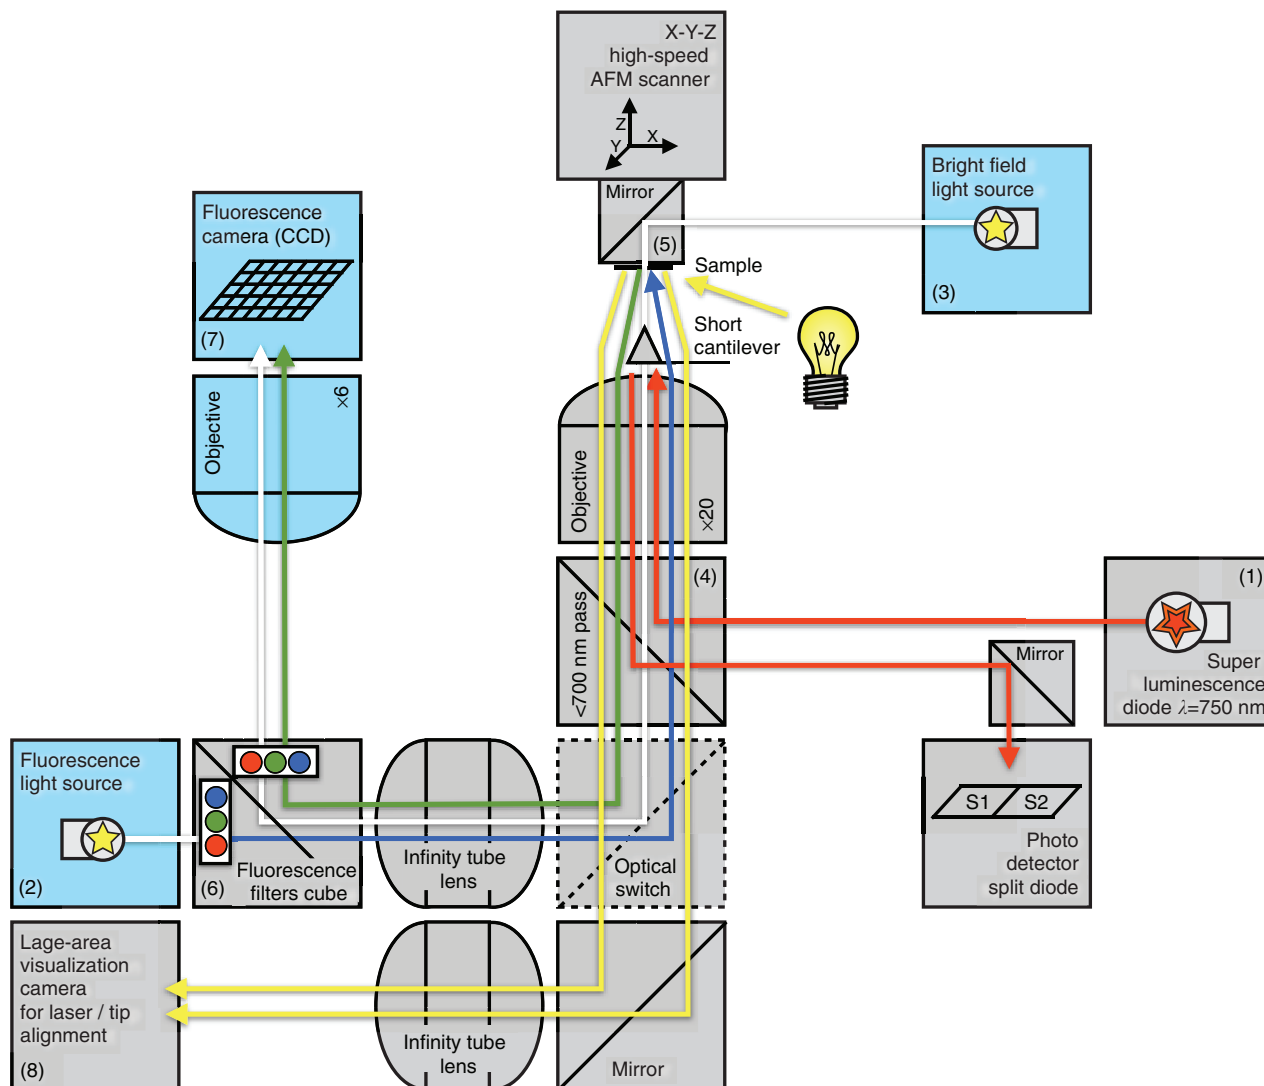 X-Y-Z
high-speed
AFM scanner
Z
X
Y
Mirror
(5)
Bright field
light source
(3)
Fluorescence
camera (CCD)
(7)
Sample
Short
cantilever
Objective
×6
Objective
×20
<700 nm pass
(4)
(1)
Super
luminescence
diode λ=750 nm
Mirror
Fluorescence
light source
(2)
(6)
Fluorescence
filters cube
Infinity tube
lens
Optical
switch
S1
S2
Photo
detector
split diode
Lage-area
visualization
camera
for laser / tip
alignment
(8)
Infinity tube
lens
Mirror